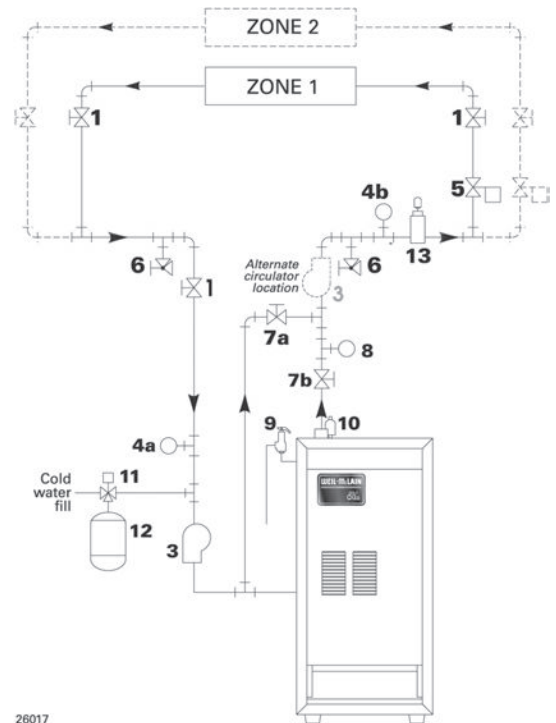 ZONE 2
ZONE 1
1
1
4b
5
6
13
6
Alternate
circulator
location
3
1
7a
8
7b
4a
9
10
11
Cold
water
fill
12
3
WEIL-McLAIN
26017